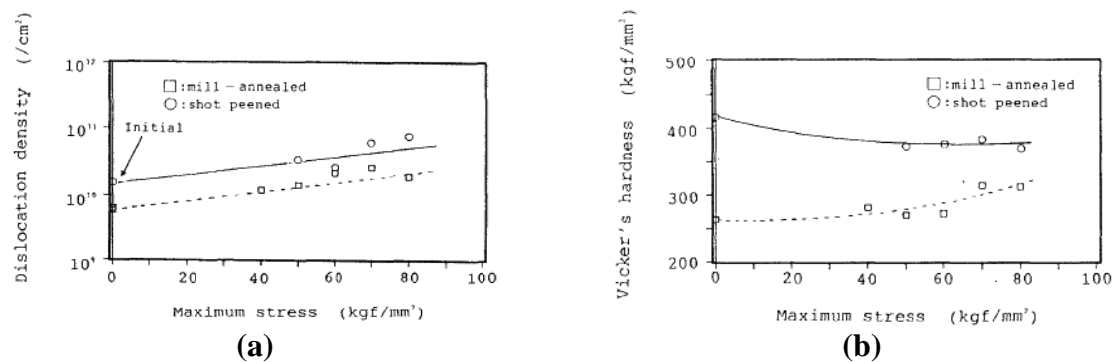 Dislocation density (/cm²)
10¹²
10¹¹
10¹⁰
10⁹
□:mill-annealed
○:shot peened
Initial
0 20 40 60 80 100
Maximum stress (kgf/mm²)
(a)
Vicker's hardness (kgf/mm²)
500
400
300
200
□:mill-annealed
○:shot peened
0 20 40 60 80 100
Maximum stress (kgf/mm²)
(b)